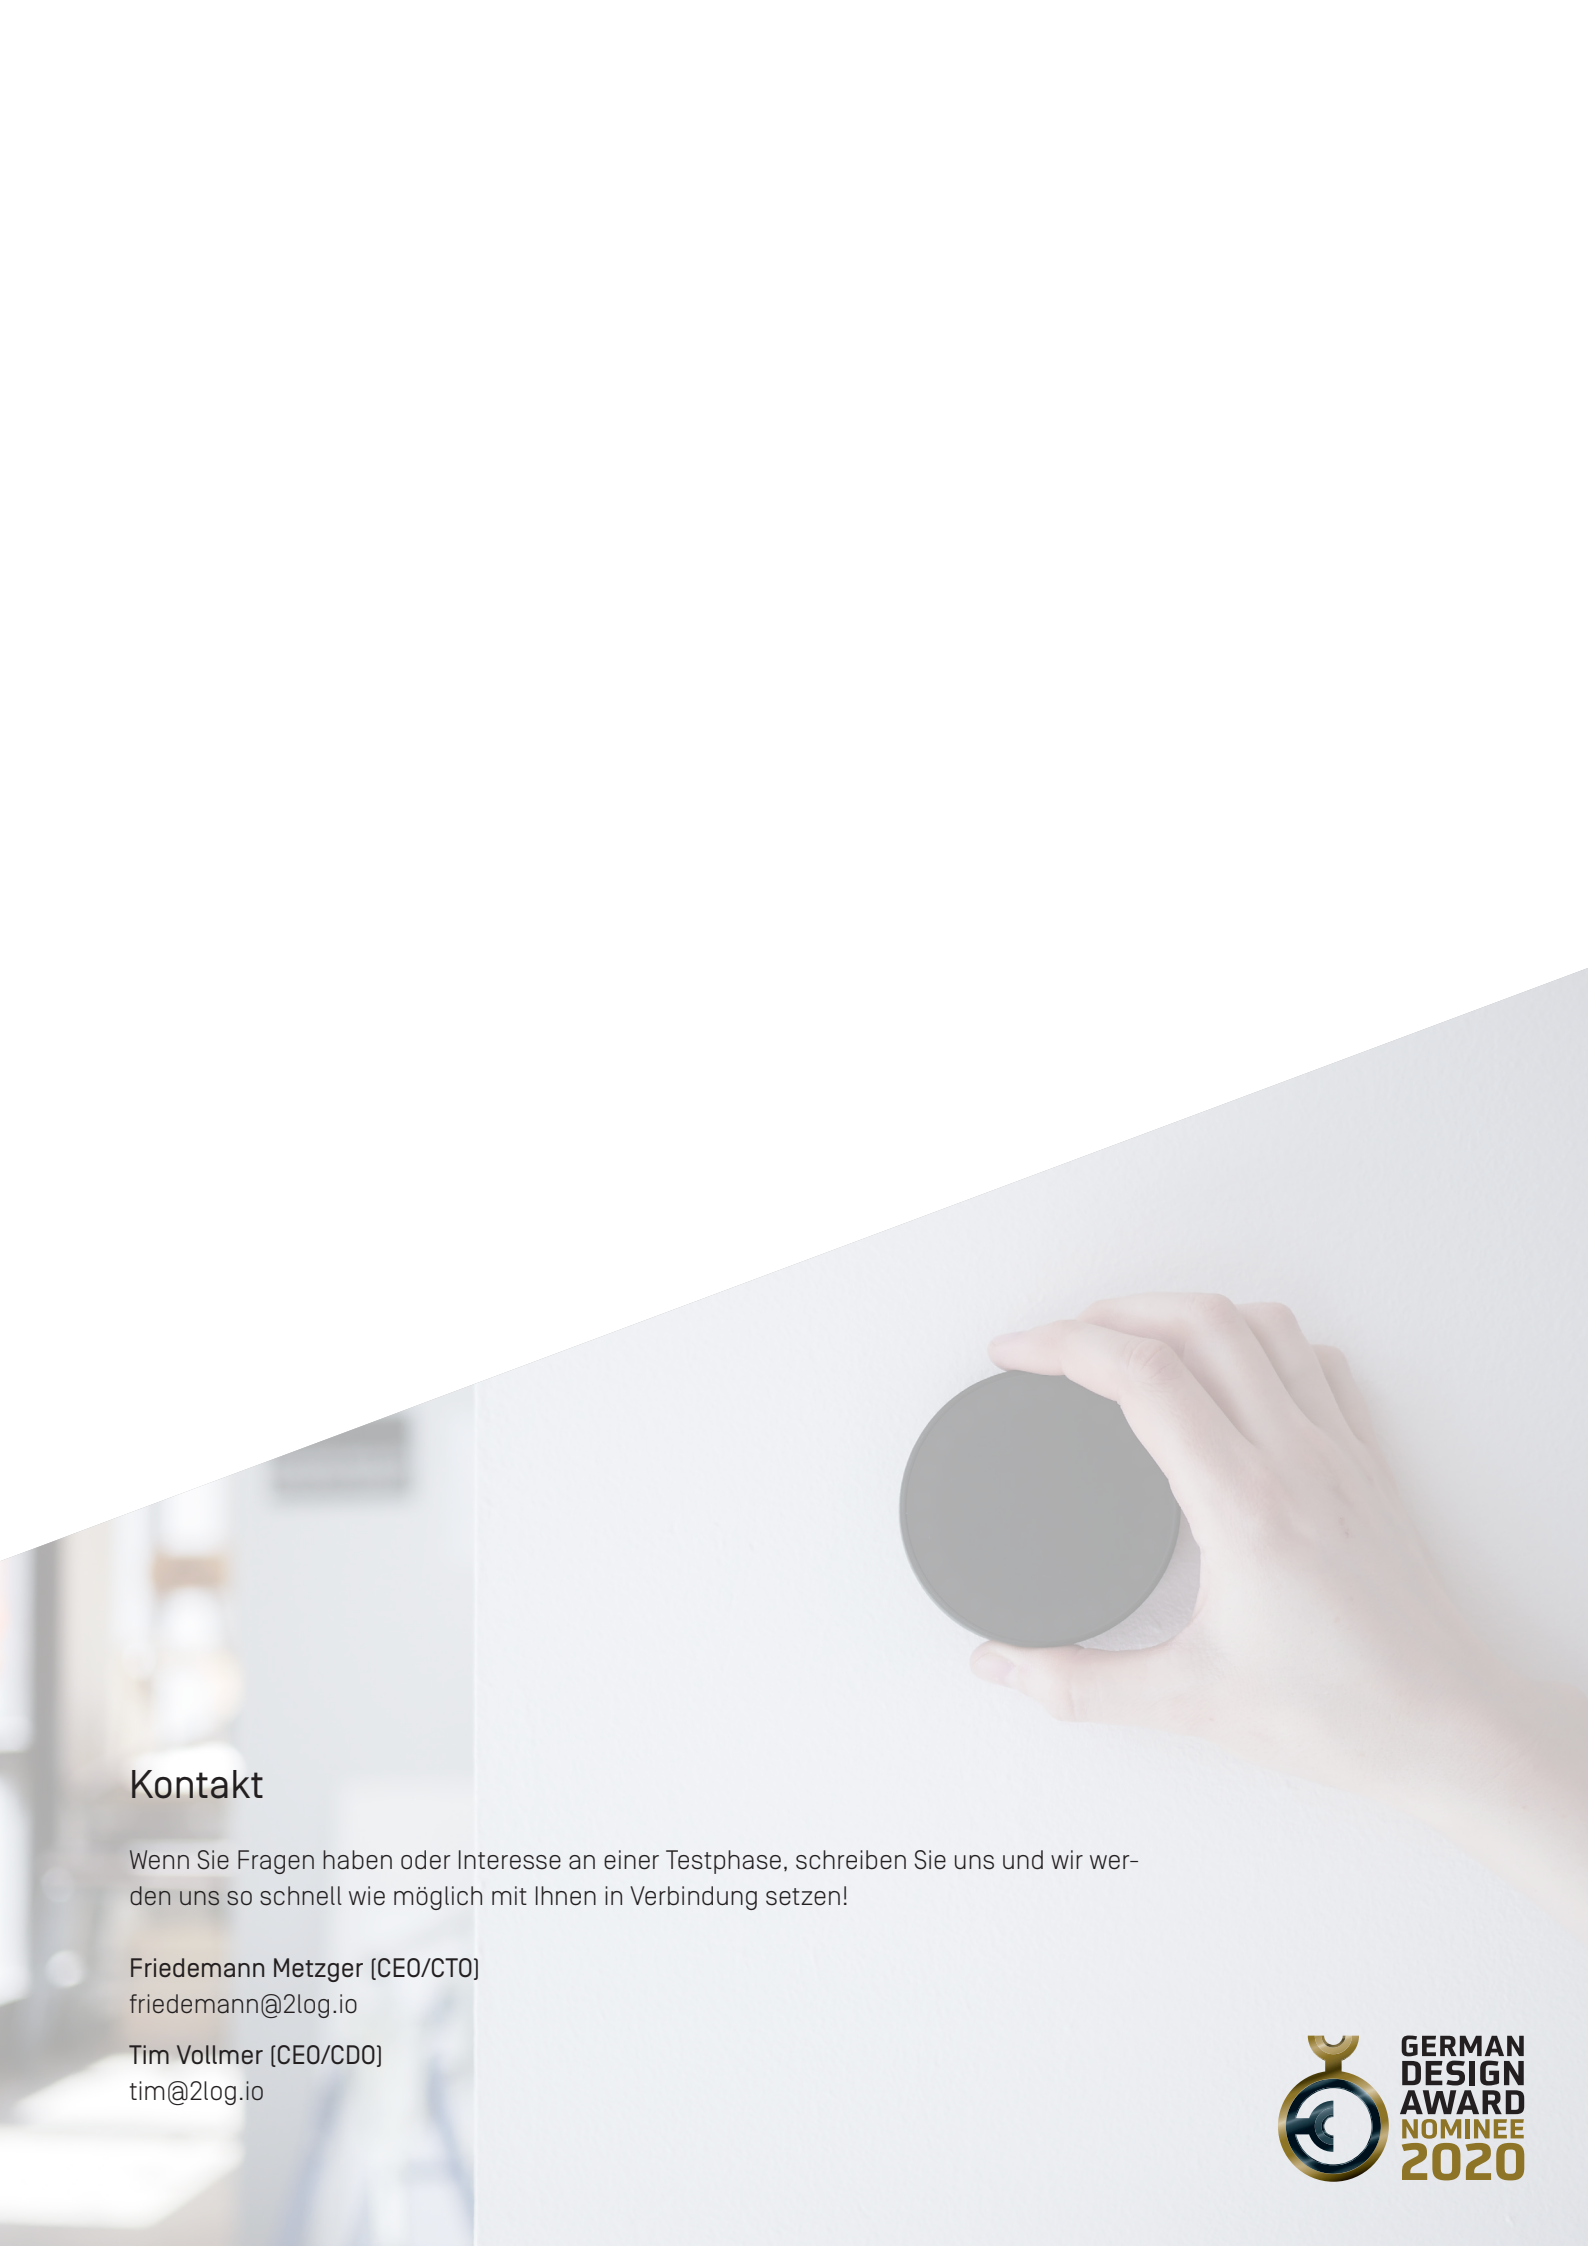 Kontakt
Wenn Sie Fragen haben oder Interesse an einer Testphase, schreiben Sie uns und wir wer-
den uns so schnell wie möglich mit Ihnen in Verbindung setzen!
Friedemann Metzger (CEO/CTO)
friedemann@2log.io
Tim Vollmer (CEO/CDO)
tim@2log.io
GERMAN
DESIGN
AWARD
NOMINEE
2020